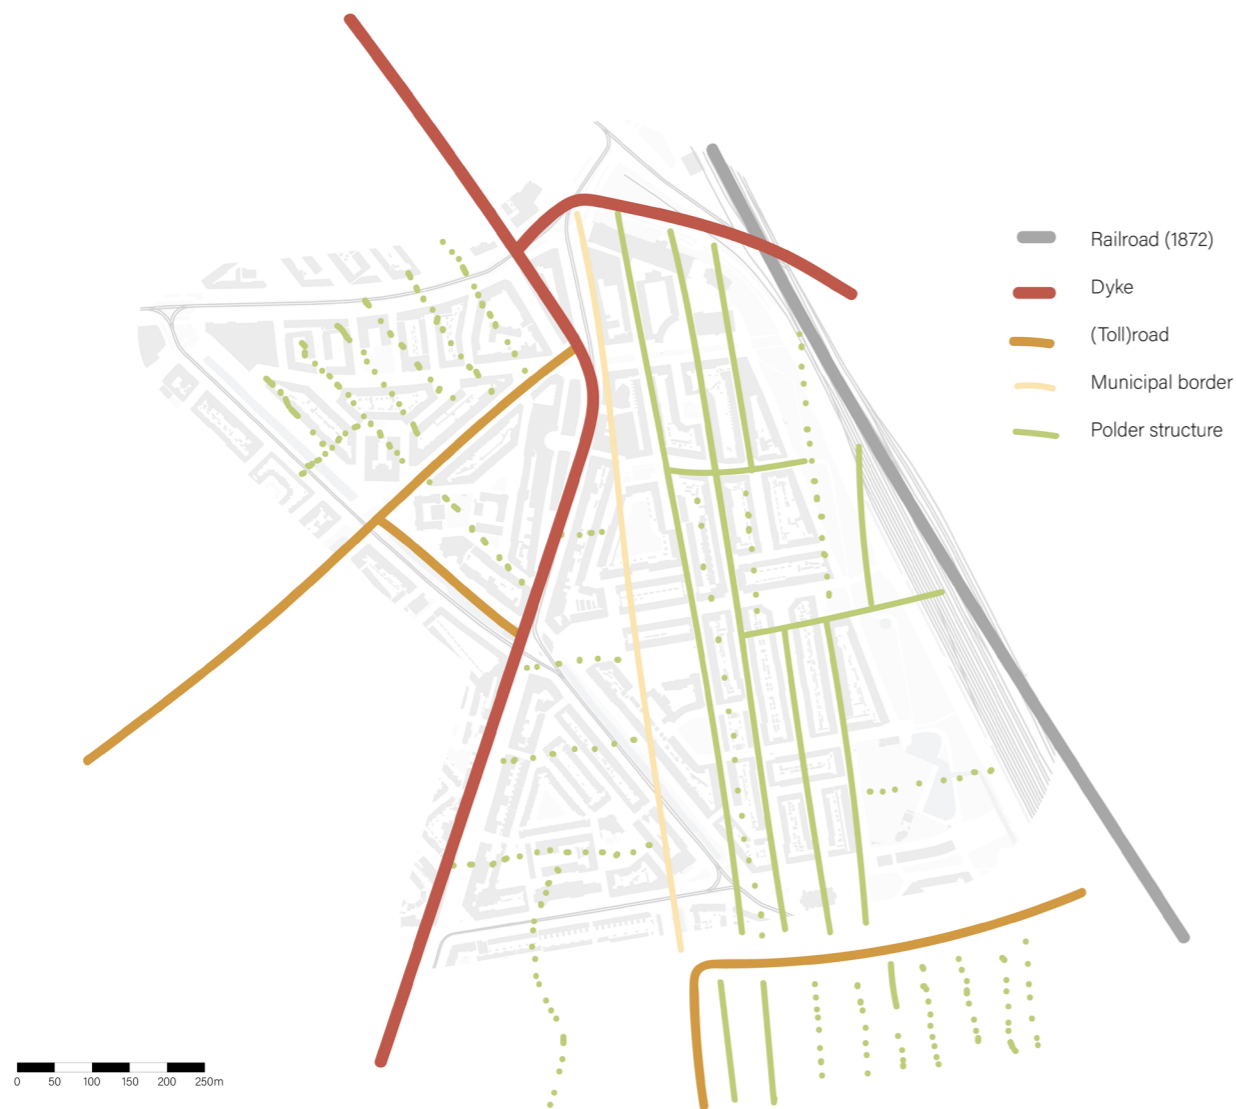 Railroad (1872)
Dyke
(Toll)road
Municipal border
Polder structure
0 50 100 150 200 250m